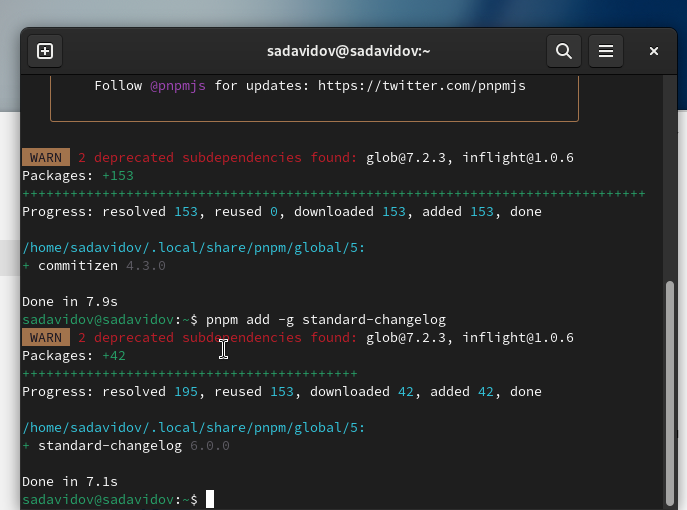 sadavidov@sadavidov:~
Follow @pnpmjs for updates: https://twitter.com/pnpmjs
WARN 2 deprecated subdependencies found: glob@7.2.3, inflight@1.0.6
Packages: +153
++++++++++++++++++++++++++++++++++++++++++++++++++++++++++++++++++++++++++++++
Progress: resolved 153, reused 0, downloaded 153, added 153, done
/home/sadavidov/.local/share/pnpm/global/5:
+ commitizen 4.3.0
Done in 7.9s
sadavidov@sadavidov:~$ pnpm add -g standard-changelog
WARN 2 deprecated subdependencies found: glob@7.2.3, inflight@1.0.6
Packages: +42
++++++++++++++++++++++++++++++++++++++++++
Progress: resolved 195, reused 153, downloaded 42, added 42, done
/home/sadavidov/.local/share/pnpm/global/5:
+ standard-changelog 6.0.0
Done in 7.1s
sadavidov@sadavidov:~$